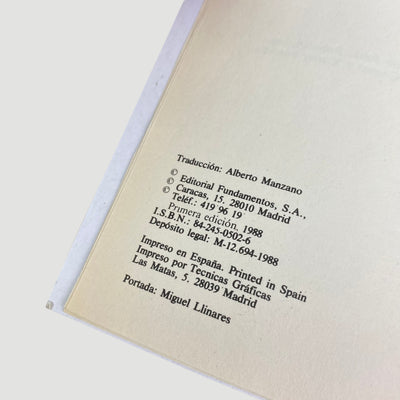 Traducción: Alberto Manzano
©
© Editorial Fundamentos, S.A.,
Caracas, 15. 28010 Madrid
Teléf.: 419 96 19
Primera edición, 1988
I.S.B.N.: 84-245-0502-6
Depósito legal: M-12.694-1988
Impreso en España. Printed in Spain
Impreso por Tecnicas Gráficas
Las Matas, 5. 28039 Madrid
Portada: Miguel Llinares